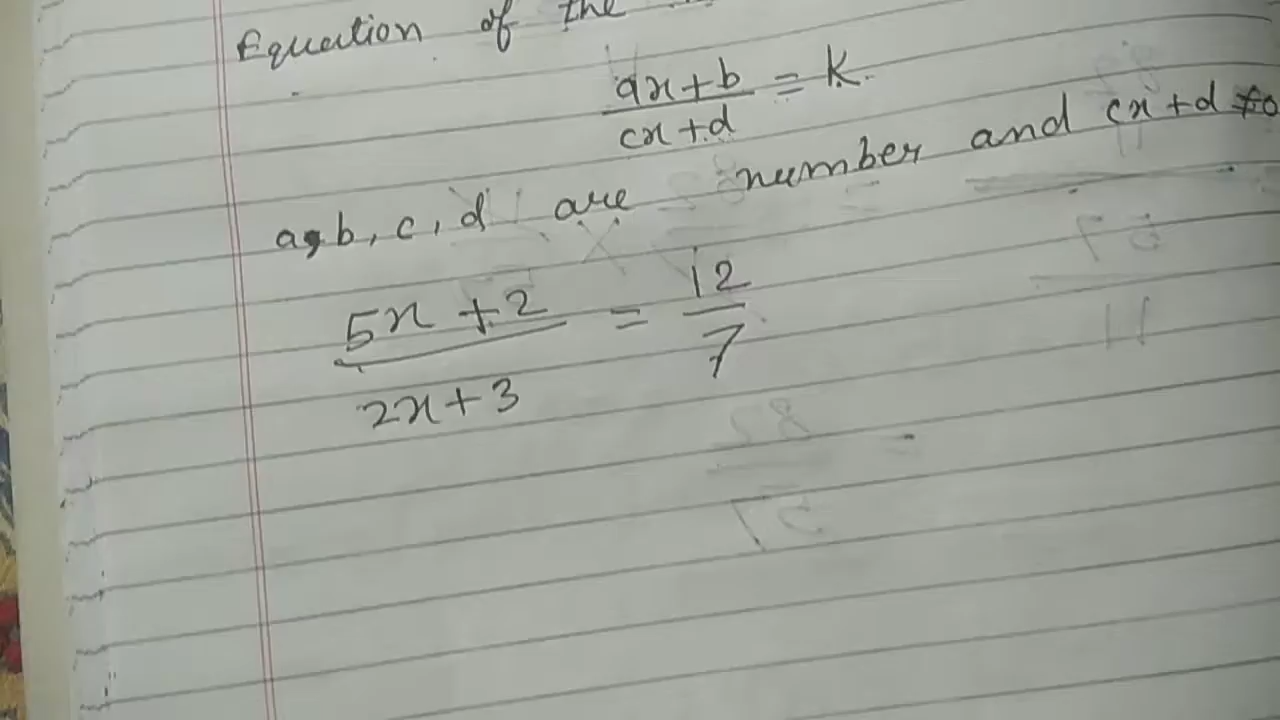 Equation of the
ax+b/cx+d = k.
a, b, c, d are number and cx+d ≠0
5x+2/2x+3 = 12/7